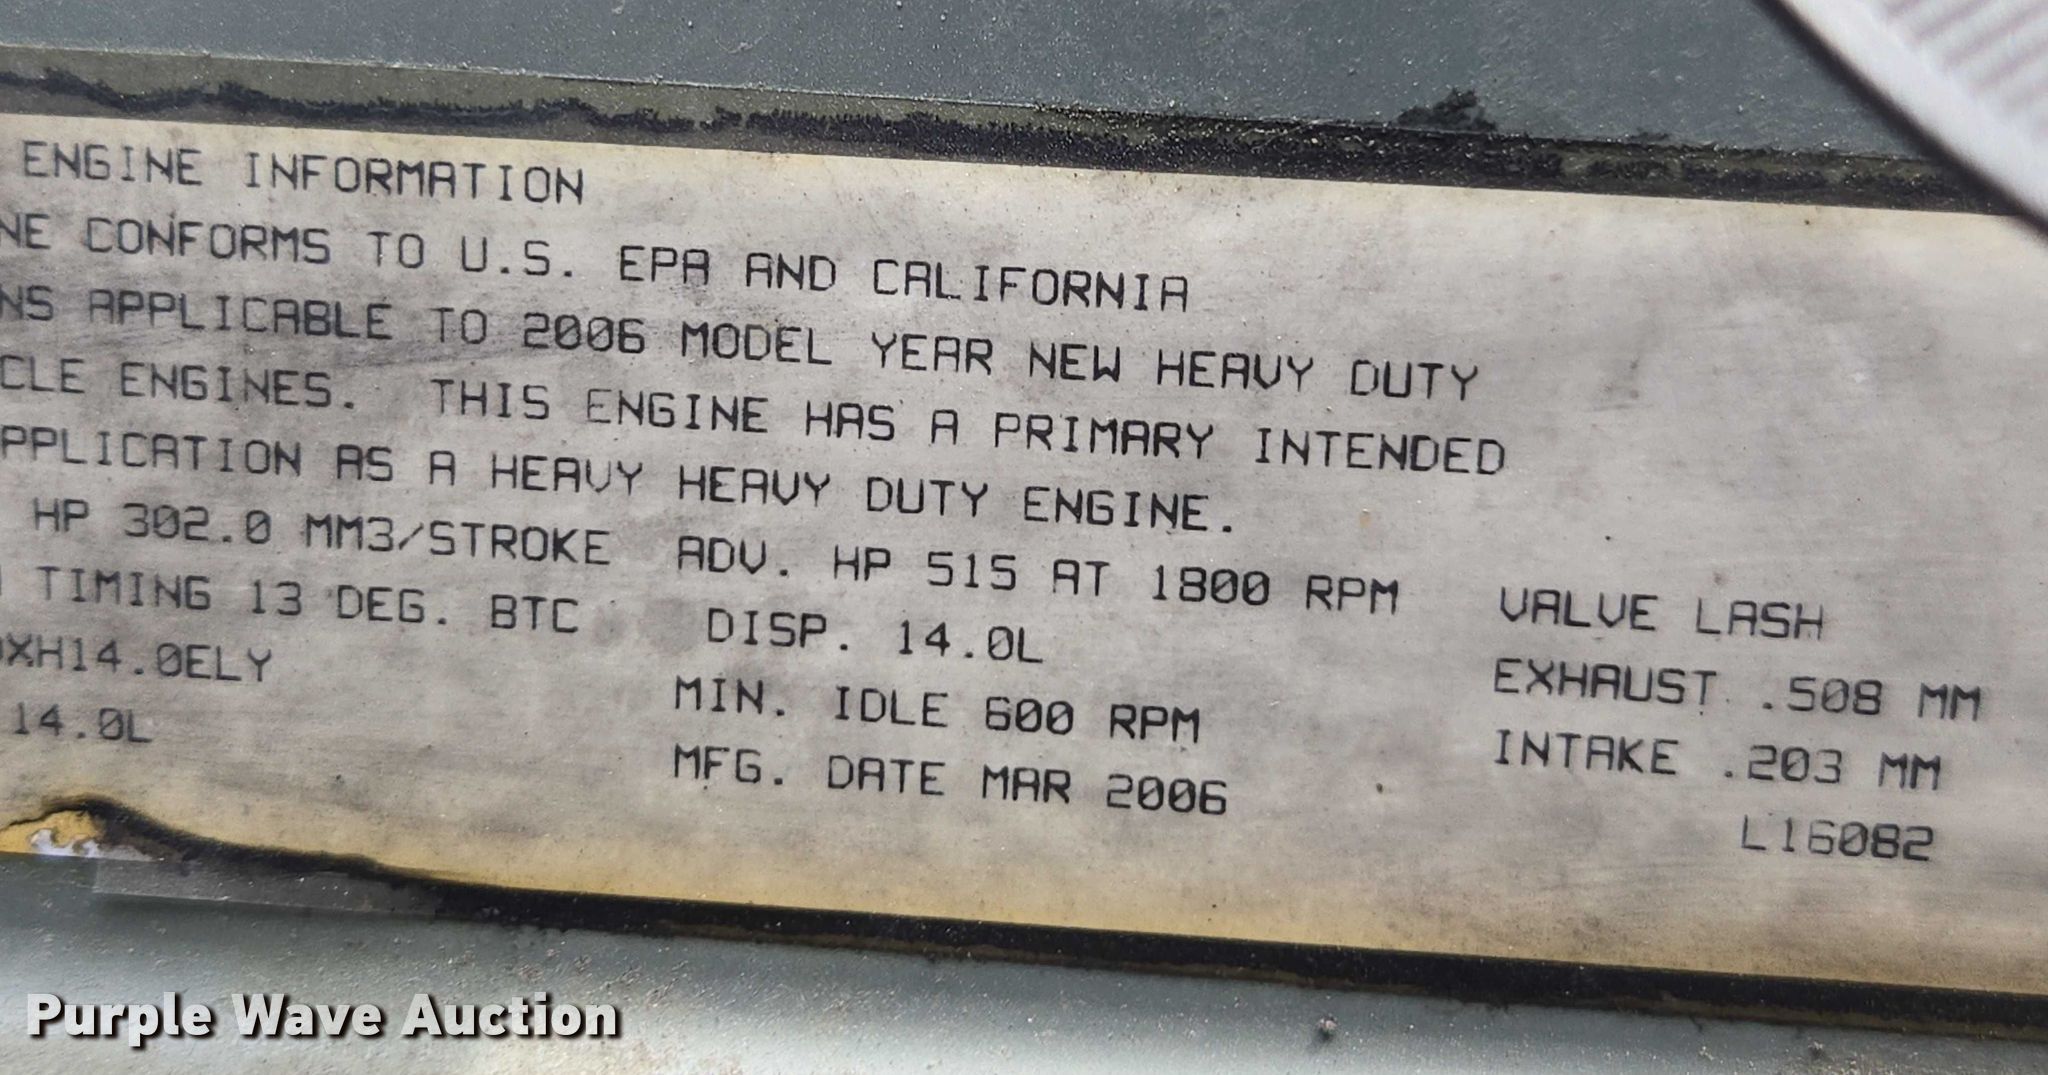 ENGINE INFORMATION
NE CONFORMS TO U.S. EPA AND CALIFORNIA
NS APPLICABLE TO 2006 MODEL YEAR NEW HEAVY DUTY
CLE ENGINES. THIS ENGINE HAS A PRIMARY INTENDED
PPLICATION AS A HEAVY HEAVY DUTY ENGINE.
HP 302.0 MM3/STROKE ADV. HP 515 AT 1800 RPM
TIMING 13 DEG. BTC DISP. 14.0L VALVE LASH
XH14.0ELY MIN. IDLE 600 RPM EXHAUST .508 MM
14.0L MFG. DATE MAR 2006 INTAKE .203 MM
L16082
Purple Wave Auction